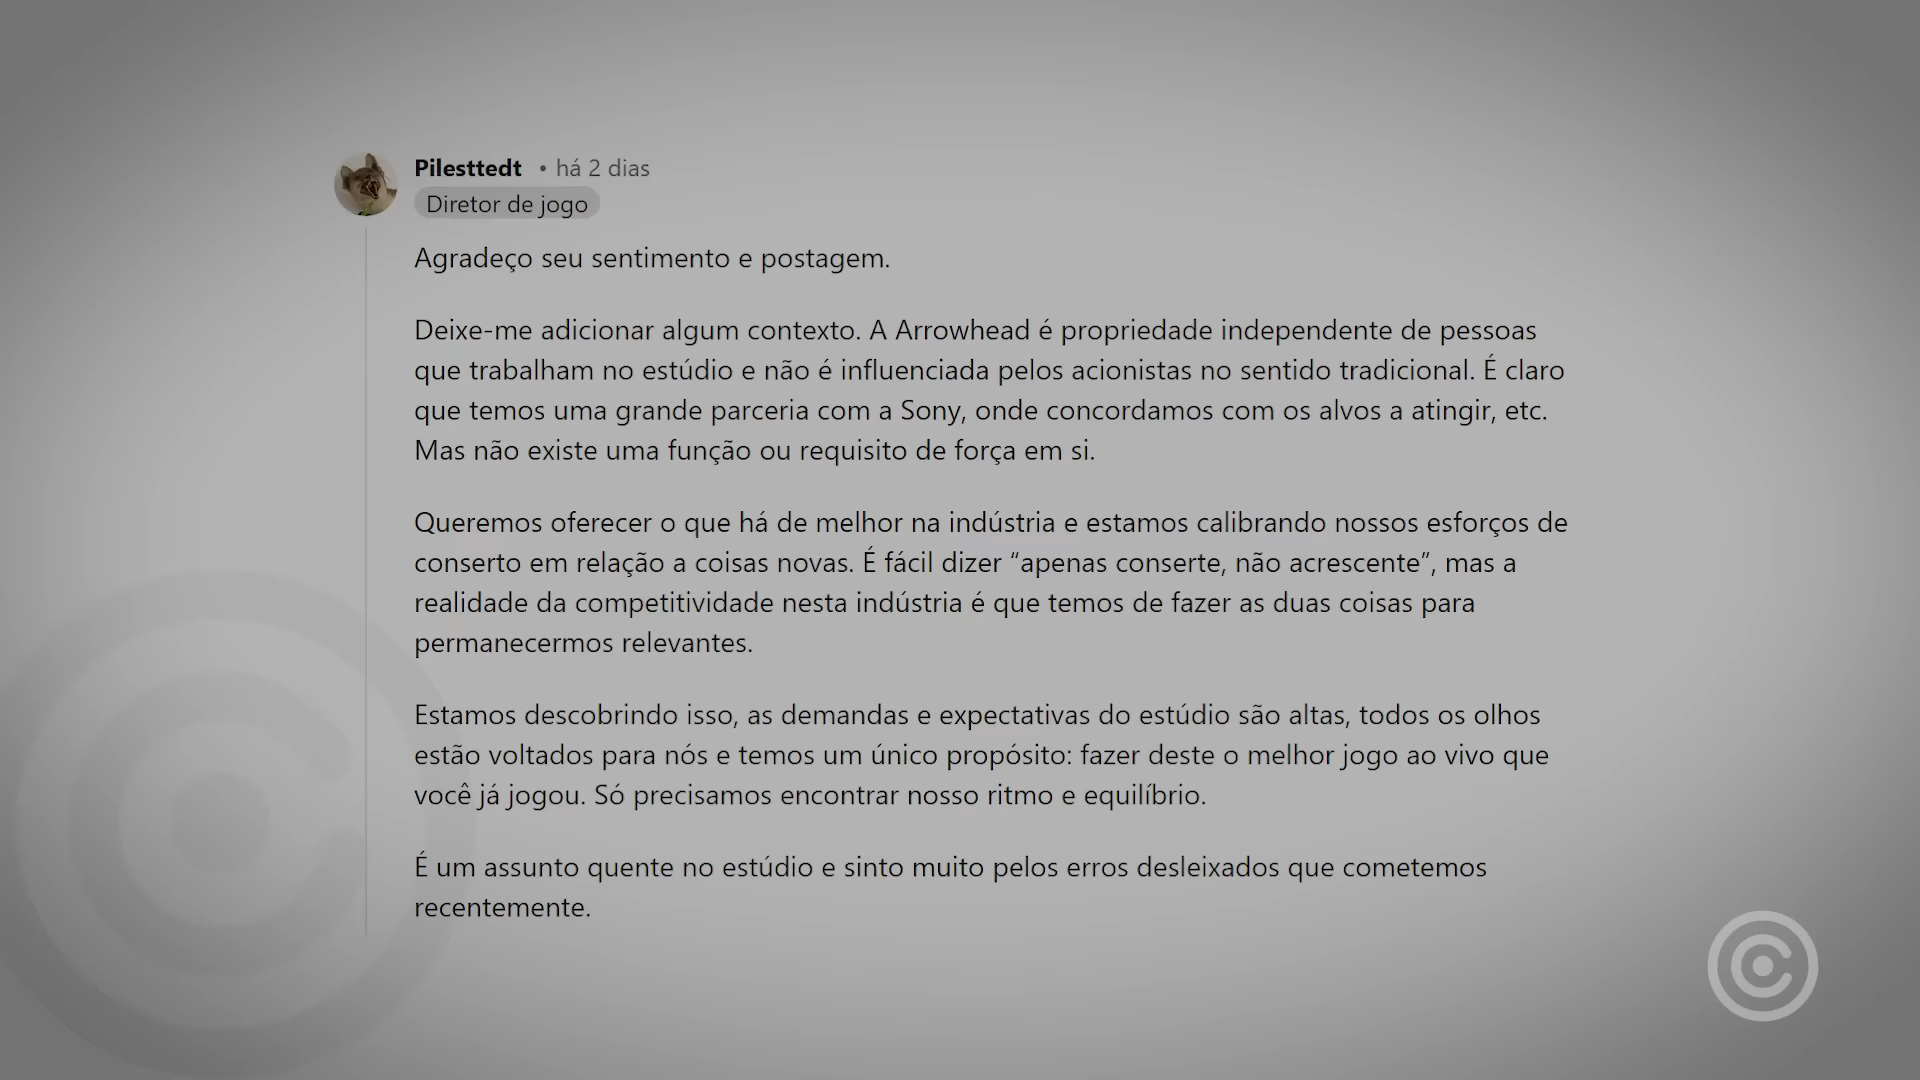 Pilesttedt • há 2 dias
Diretor de jogo
Agradeço seu sentimento e postagem.
Deixe-me adicionar algum contexto. A Arrowhead é propriedade independente de pessoas
que trabalham no estúdio e não é influenciada pelos acionistas no sentido tradicional. É claro
que temos uma grande parceria com a Sony, onde concordamos com os alvos a atingir, etc.
Mas não existe uma função ou requisito de força em si.
Queremos oferecer o que há de melhor na indústria e estamos calibrando nossos esforços de
conserto em relação a coisas novas. É fácil dizer “apenas conserte, não acrescente”, mas a
realidade da competitividade nesta indústria é que temos de fazer as duas coisas para
permanecermos relevantes.
Estamos descobrindo isso, as demandas e expectativas do estúdio são altas, todos os olhos
estão voltados para nós e temos um único propósito: fazer deste o melhor jogo ao vivo que
você já jogou. Só precisamos encontrar nosso ritmo e equilíbrio.
É um assunto quente no estúdio e sinto muito pelos erros desleixados que cometemos
recentemente.